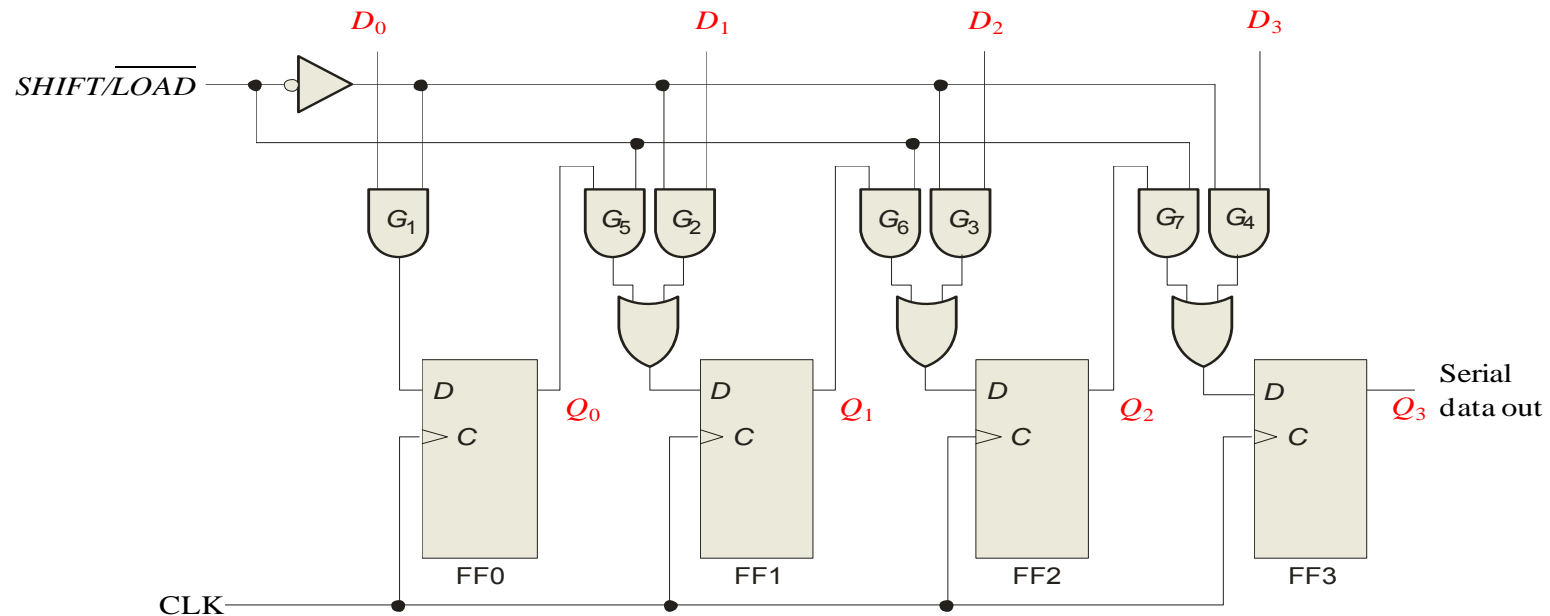 D₀ D₁ D₂ D₃
SHIFT/L̅O̅A̅D̅
G₁ G₅ G₂ G₆ G₃ G₇ G₄
D D D D
Serial
data out
Q₀ Q₁ Q₂ Q₃
C C C C
FF0 FF1 FF2 FF3
CLK